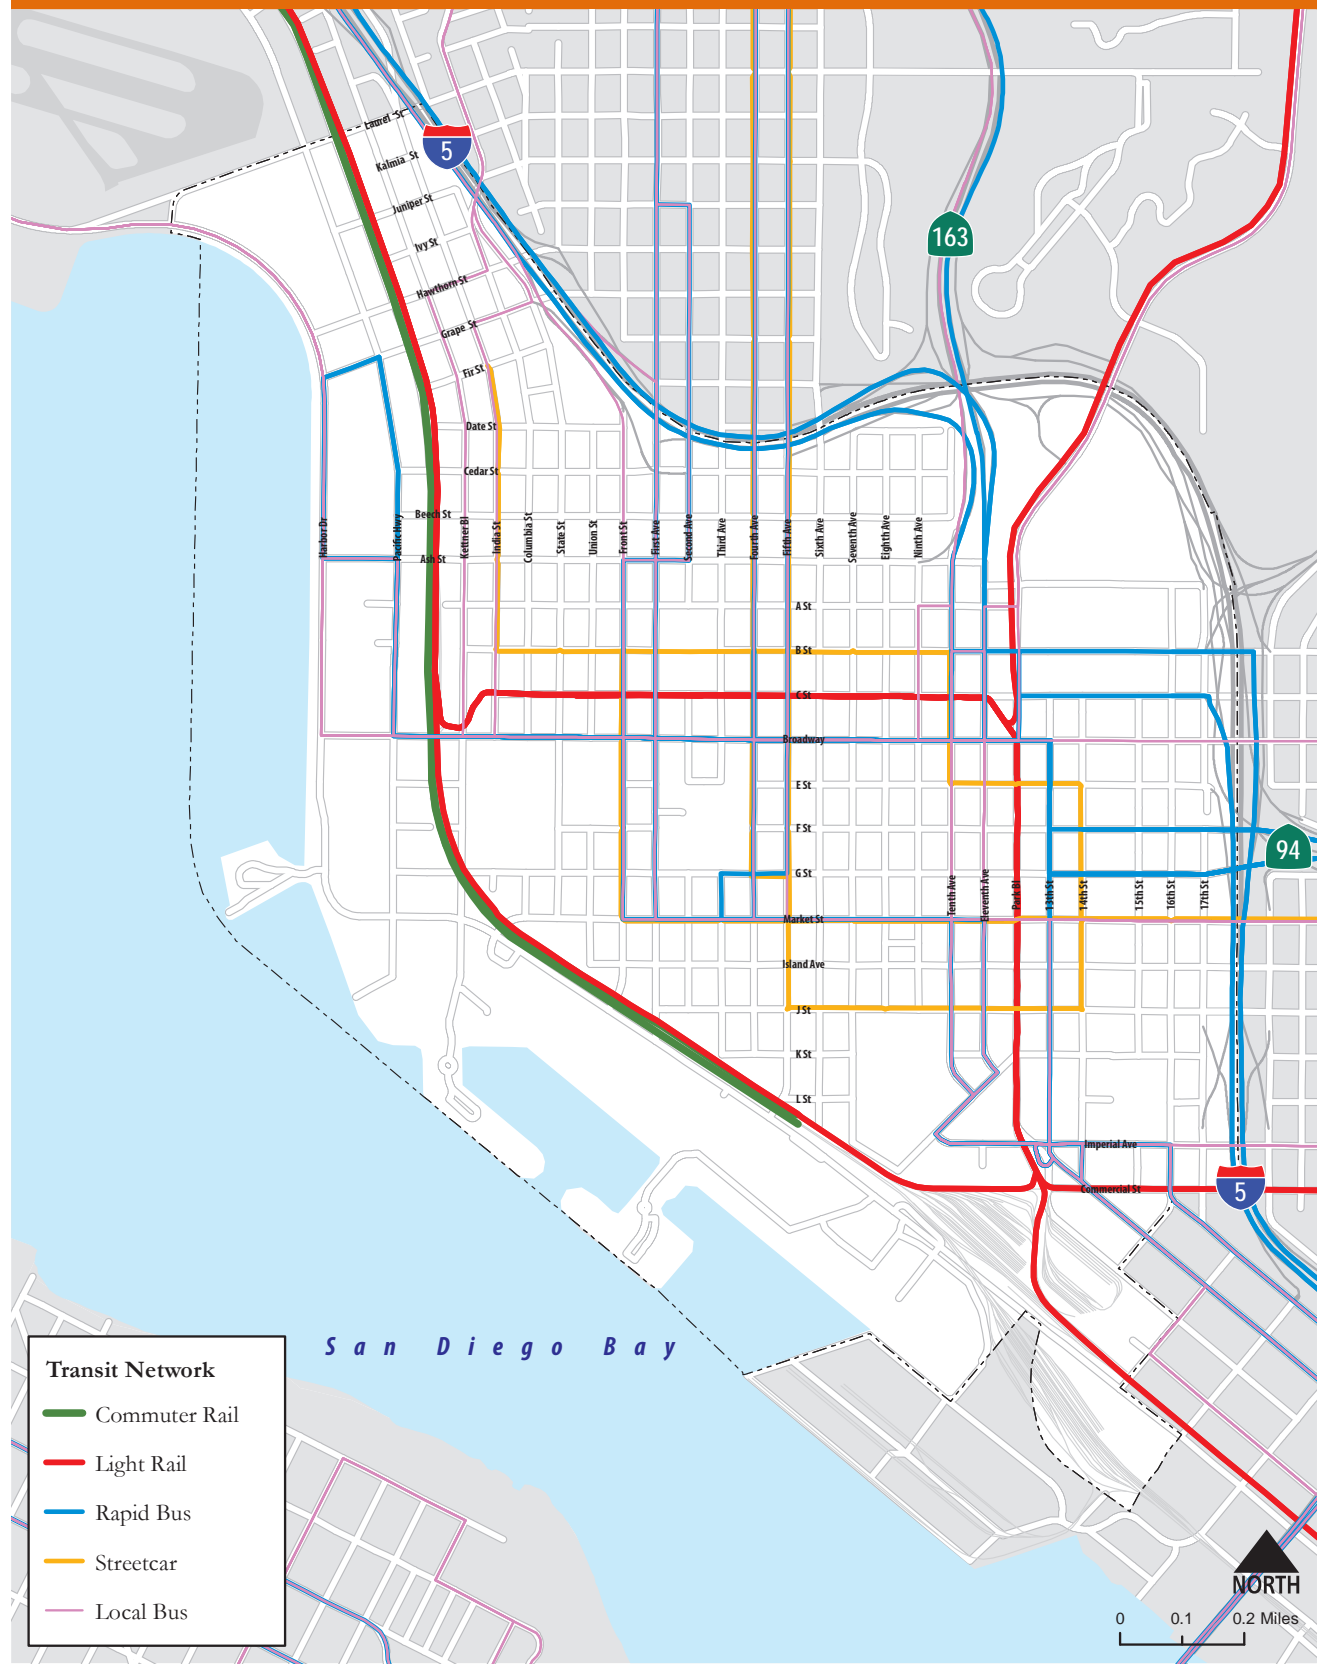 Laurel St
5
Kalmia St
Juniper St
Ivy St
163
Hawthorn St
Grape St
Fir St
Date St
Cedar St
Beech St
Ash St
Harbor Dr
Pacific Hwy
Kettner Bl
India St
Columbia St
State St
Union St
Front St
First Ave
Second Ave
Third Ave
Fourth Ave
Fifth Ave
Sixth Ave
Seventh Ave
Eighth Ave
Ninth Ave
A St
B St
C St
Broadway
E St
F St
94
G St
Tenth Ave
Eleventh Ave
Park Bl
13th St
14th St
15th St
16th St
17th St
Market St
Island Ave
J St
K St
L St
Imperial Ave
Commercial St
5
San Diego Bay
Transit Network
Commuter Rail
Light Rail
Rapid Bus
Streetcar
Local Bus
NORTH
0 0.1 0.2 Miles